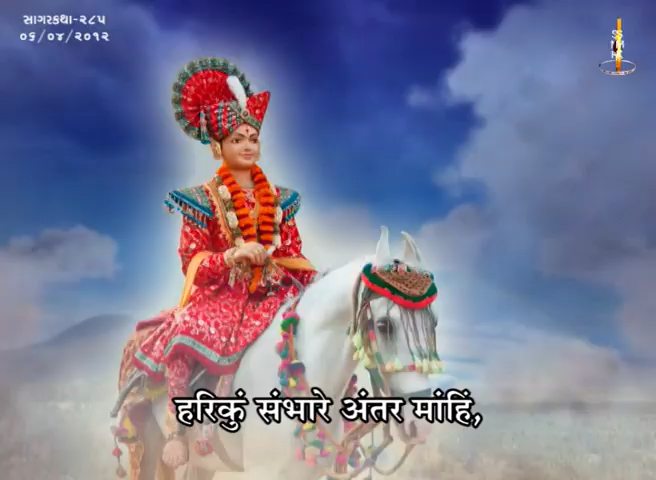 સાગરકથા-૨૮૫
૦૬/૦૪/૨૦૧૨
हरिकुं संभारे अंतर मांहिं,